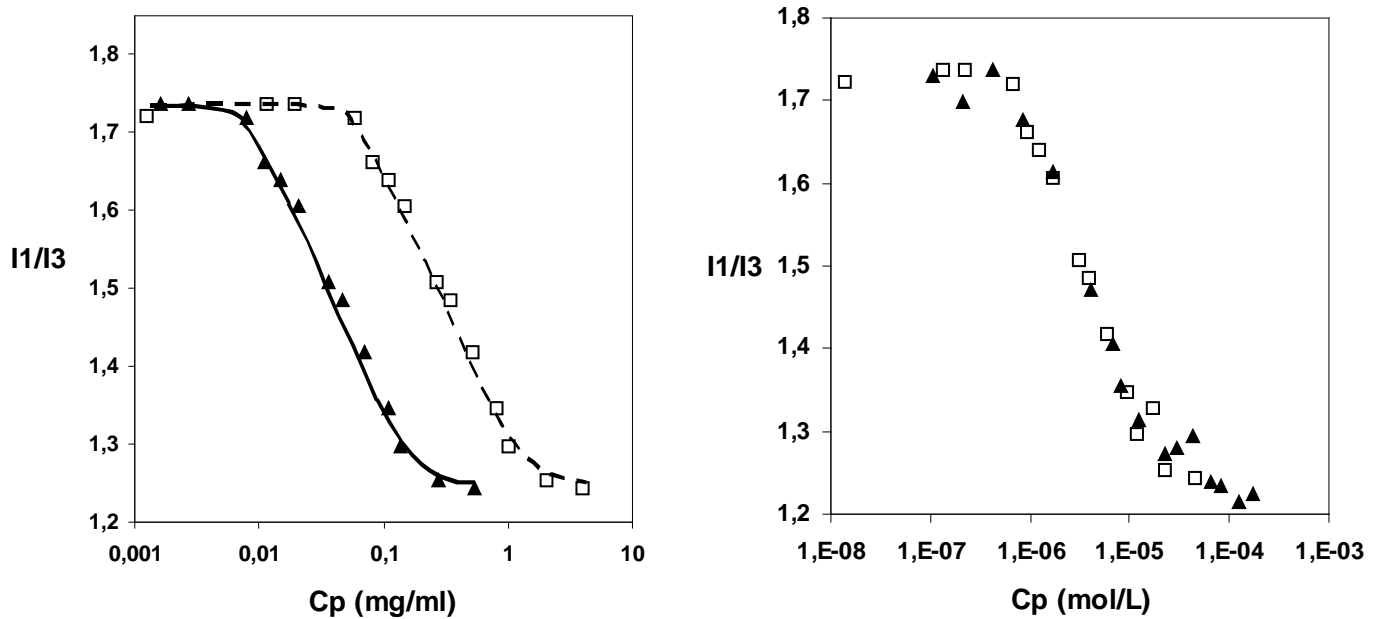 1,8
1,7
1,6
1,5
1,4
1,3
1,2
I1/I3
0,001
0,01
0,1
1
10
Cp (mg/ml)
1,8
1,7
1,6
1,5
1,4
1,3
1,2
I1/I3
1,E-08
1,E-07
1,E-06
1,E-05
1,E-04
1,E-03
Cp (mol/L)